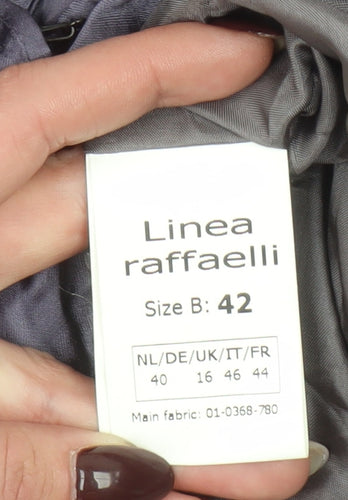 Linea
raffaelli
Size B: 42
NL/DE/UK/IT/FR
40 16 46 44
Main fabric: 01-0368-780